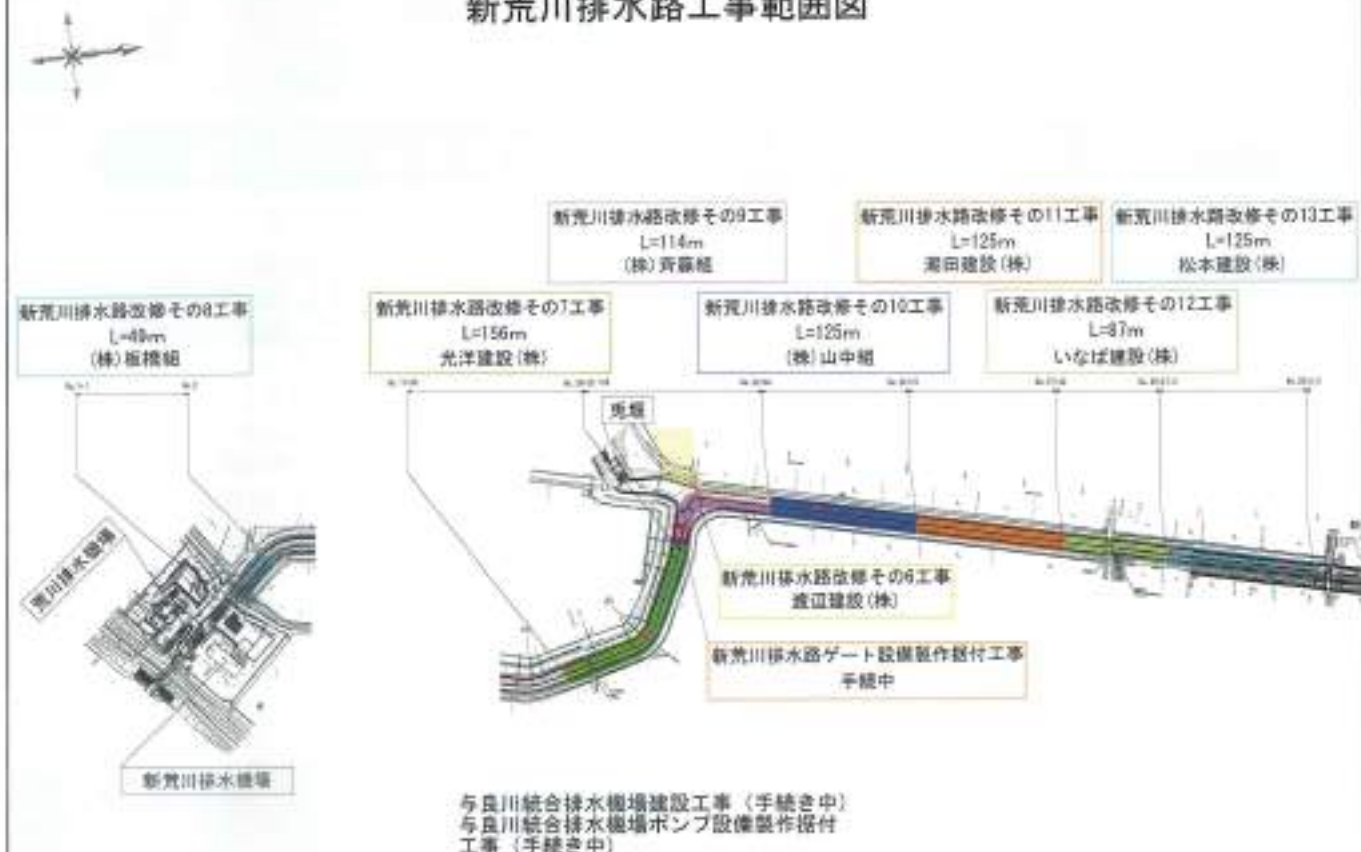 新荒川排水路工事範囲図
新荒川排水路改修その9工事
L=114m
(株)斉藤組
新荒川排水路改修その11工事
L=125m
潮田建設(株)
新荒川排水路改修その13工事
L=125m
松本建設(株)
新荒川排水路改修その8工事
L=49m
(株)板橋組
新荒川排水路改修その7工事
L=156m
光洋建設(株)
新荒川排水路改修その10工事
L=125m
(株)山中組
新荒川排水路改修その12工事
L=87m
いなば建設(株)
荒川排水機場
新荒川排水路改修その6工事
渡辺建設(株)
新荒川排水路ゲート設備製作据付工事
手続中
新荒川排水機場
与良川統合排水機場建設工事（手続き中）
与良川統合排水機場ポンプ設備製作据付
工事（手続き中）